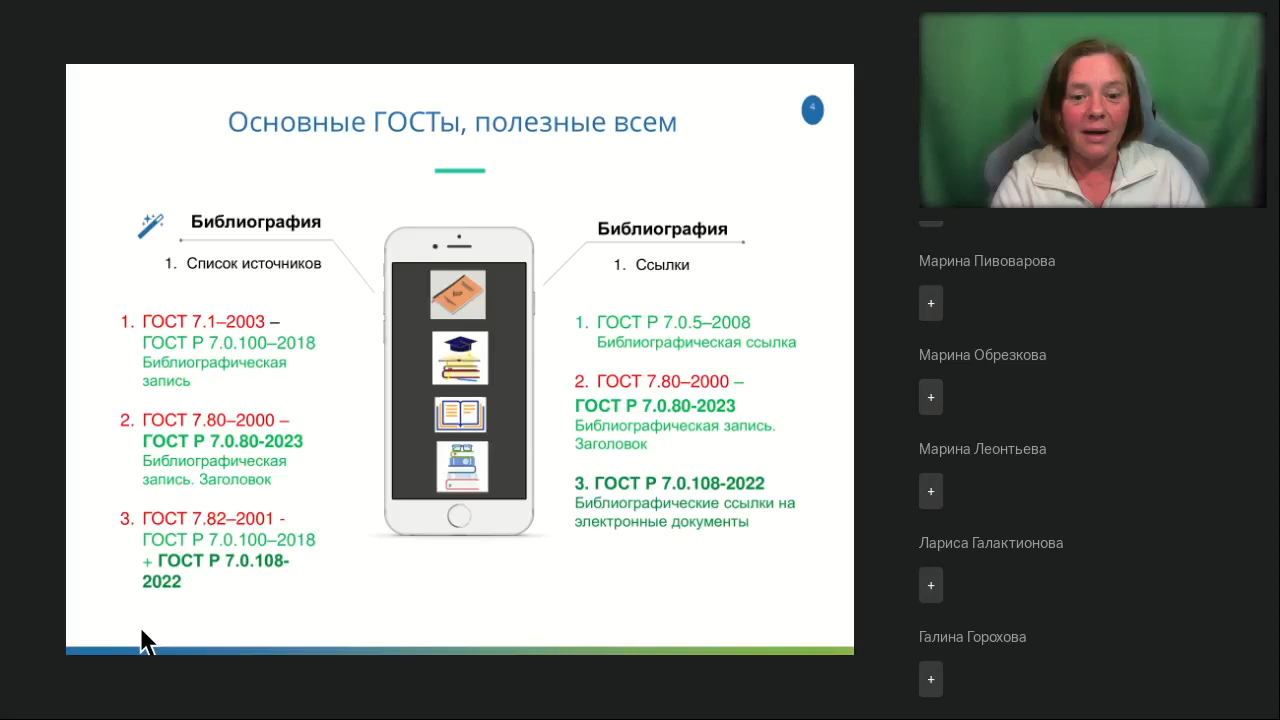 Основные ГОСТы, полезные всем
4
Библиография
1. Список источников
1. ГОСТ 7.1–2003 –
ГОСТ Р 7.0.100–2018
Библиографическая
запись
2. ГОСТ 7.80–2000 –
ГОСТ Р 7.0.80-2023
Библиографическая
запись. Заголовок
3. ГОСТ 7.82–2001 -
ГОСТ Р 7.0.100–2018
+ ГОСТ Р 7.0.108-
2022
Библиография
1. Ссылки
1. ГОСТ Р 7.0.5–2008
Библиографическая ссылка
2. ГОСТ 7.80–2000 –
ГОСТ Р 7.0.80-2023
Библиографическая запись.
Заголовок
3. ГОСТ Р 7.0.108-2022
Библиографические ссылки на
электронные документы
Марина Пивоварова
+
Марина Обрезкова
+
Марина Леонтьева
+
Лариса Галактионова
+
Галина Горохова
+